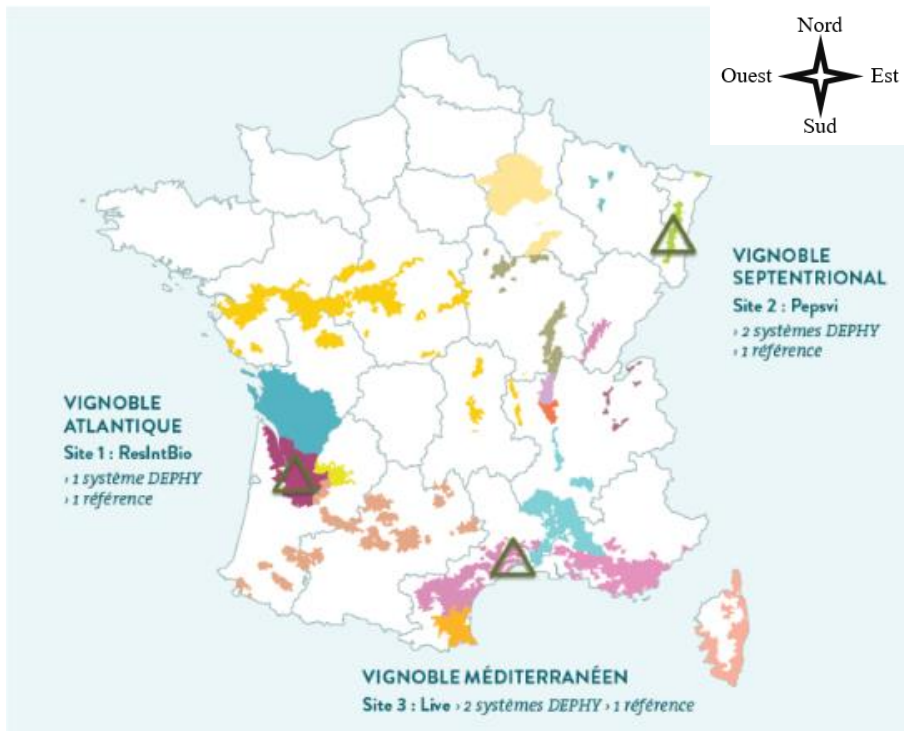 Nord
Ouest Est
Sud
VIGNOBLE
SEPTENTRIONAL
Site 2 : Pepsvi
› 2 systèmes DEPHY
› 1 référence
VIGNOBLE
ATLANTIQUE
Site 1 : ResIntBio
› 1 système DEPHY
› 1 référence
VIGNOBLE MÉDITERRANÉEN
Site 3 : Live › 2 systèmes DEPHY › 1 référence